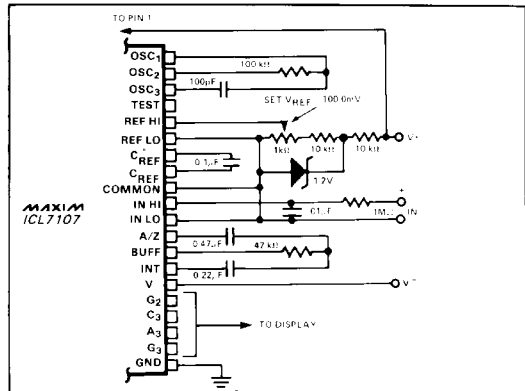 TO PIN 1
OSC1
OSC2
OSC3
TEST
REF HI
REF LO
C+REF
C-REF
COMMON
IN HI
IN LO
A/Z
BUFF
INT
V-
G2
C3
A3
G3
GND
MAXIM
ICL7107
100 kΩ
100pF
SET VREF 100.0mV
1kΩ 10 kΩ 10 kΩ V+
0.1µF
1.2V
+
.01µF 1MΩ IN
-
0.47µF
47 kΩ
0.22µF
V-
TO DISPLAY